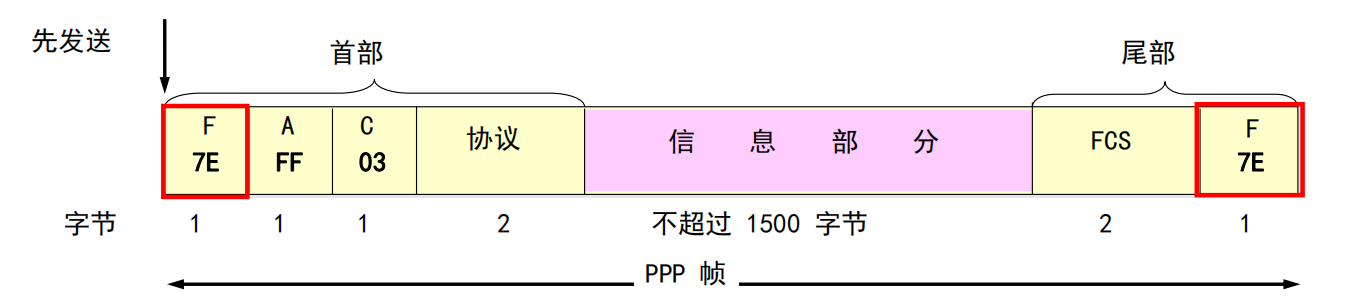 先发送
首部
尾部
F A C 协议 信息部分 FCS F
7E FF 03 7E
字节 1 1 1 2 不超过 1500 字节 2 1
PPP 帧